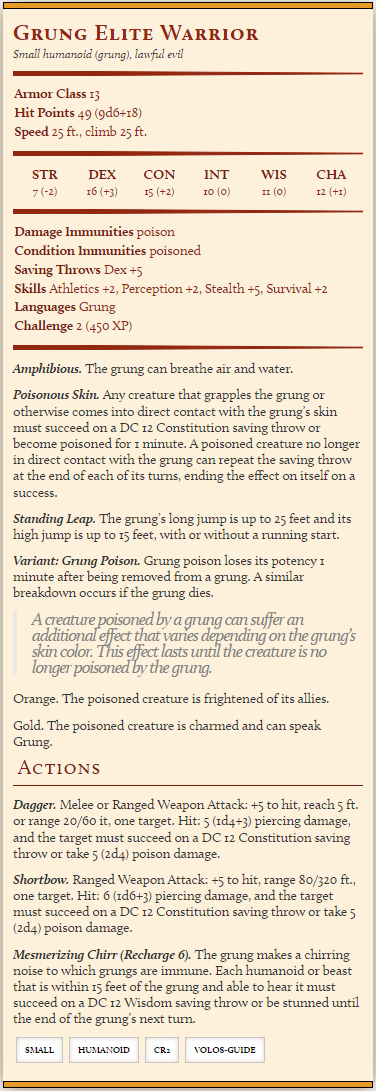 Grung Elite Warrior
Small humanoid (grung), lawful evil
Armor Class 13
Hit Points 49 (9d6+18)
Speed 25 ft., climb 25 ft.
STR DEX CON INT WIS CHA
7 (-2) 16 (+3) 15 (+2) 10 (0) 11 (0) 12 (+1)
Damage Immunities poison
Condition Immunities poisoned
Saving Throws Dex +5
Skills Athletics +2, Perception +2, Stealth +5, Survival +2
Languages Grung
Challenge 2 (450 XP)
Amphibious. The grung can breathe air and water.
Poisonous Skin. Any creature that grapples the grung or
otherwise comes into direct contact with the grung's skin
must succeed on a DC 12 Constitution saving throw or
become poisoned for 1 minute. A poisoned creature no longer
in direct contact with the grung can repeat the saving throw
at the end of each of its turns, ending the effect on itself on a
success.
Standing Leap. The grung's long jump is up to 25 feet and its
high jump is up to 15 feet, with or without a running start.
Variant: Grung Poison. Grung poison loses its potency 1
minute after being removed from a grung. A similar
breakdown occurs if the grung dies.
A creature poisoned by a grung can suffer an
additional effect that varies depending on the grung's
skin color. This effect lasts until the creature is no
longer poisoned by the grung.
Orange. The poisoned creature is frightened of its allies.
Gold. The poisoned creature is charmed and can speak
Grung.
Actions
Dagger. Melee or Ranged Weapon Attack: +5 to hit, reach 5 ft.
or range 20/60 it, one target. Hit: 5 (1d4+3) piercing damage,
and the target must succeed on a DC 12 Constitution saving
throw or take 5 (2d4) poison damage.
Shortbow. Ranged Weapon Attack: +5 to hit, range 80/320 ft.,
one target. Hit: 6 (1d6+3) piercing damage, and the target
must succeed on a DC 12 Constitution saving throw or take 5
(2d4) poison damage.
Mesmerizing Chirr (Recharge 6). The grung makes a chirring
noise to which grungs are immune. Each humanoid or beast
that is within 15 feet of the grung and able to hear it must
succeed on a DC 12 Wisdom saving throw or be stunned until
the end of the grung's next turn.
SMALL HUMANOID CR2 VOLOS-GUIDE